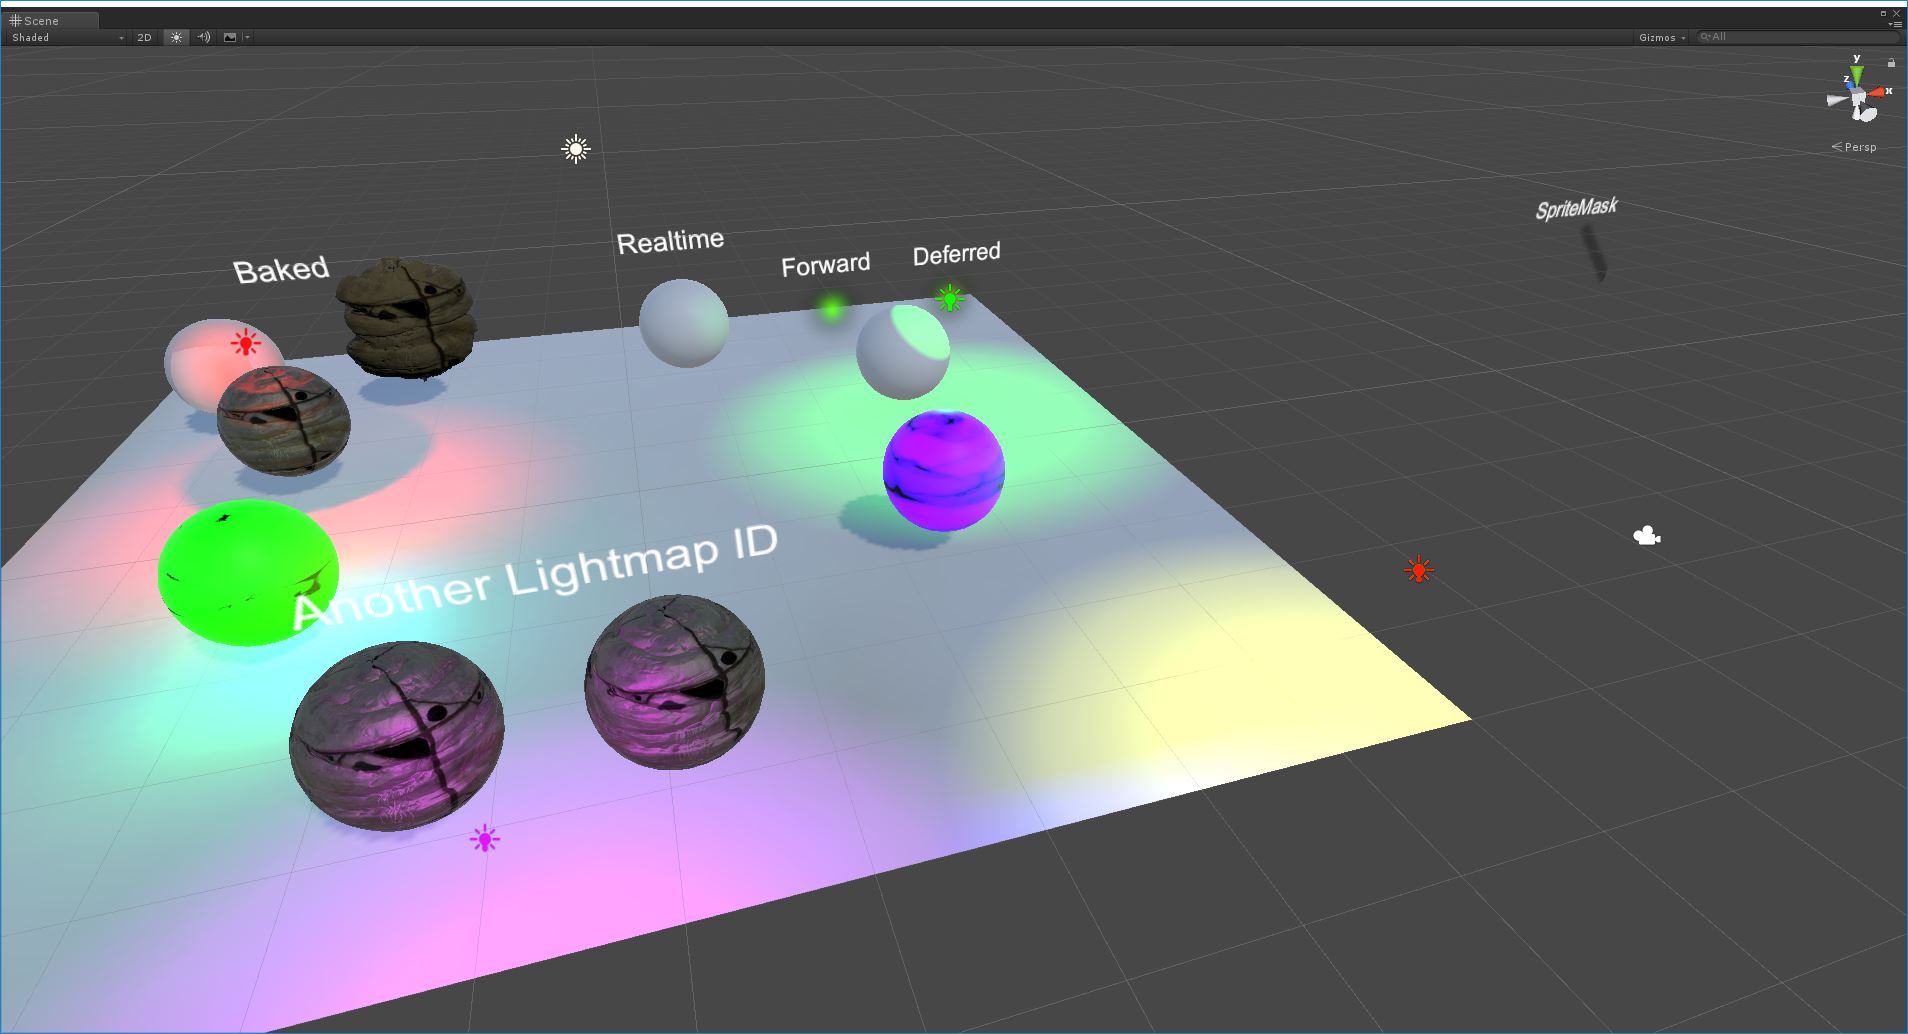 Scene
Shaded
2D
Gizmos
All
y
z
x
Persp
SpriteMask
Realtime
Deferred
Forward
Baked
Another Lightmap ID